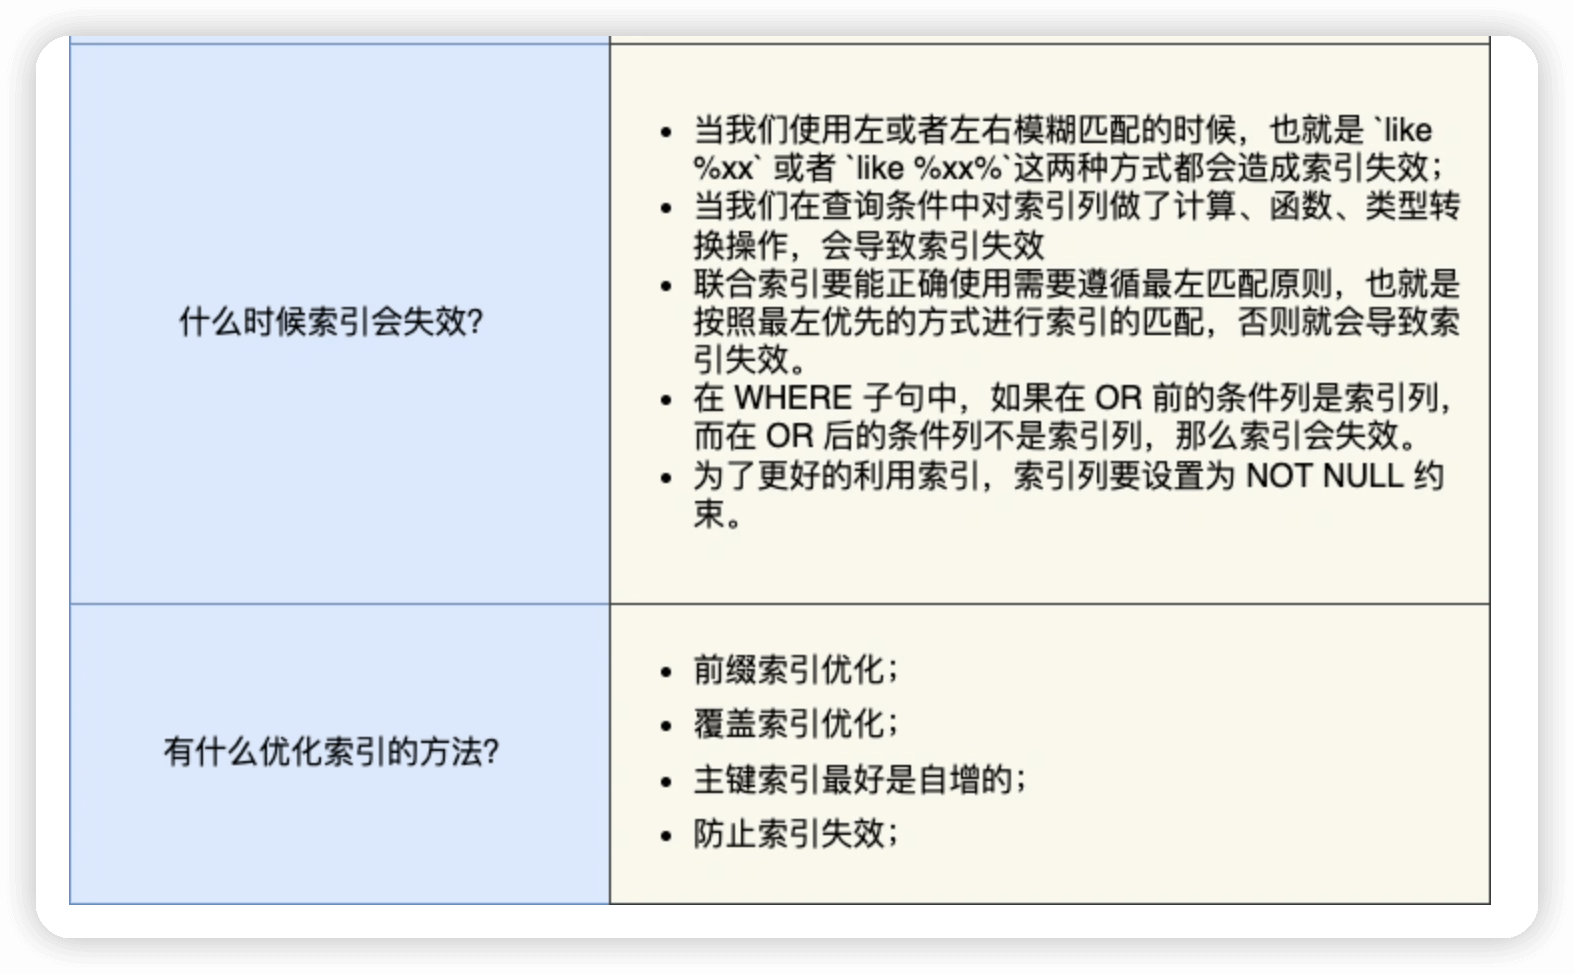 什么时候索引会失效?
• 当我们使用左或者左右模糊匹配的时候，也就是 `like
%xx` 或者 `like %xx%`这两种方式都会造成索引失效；
• 当我们在查询条件中对索引列做了计算、函数、类型转
换操作，会导致索引失效
• 联合索引要能正确使用需要遵循最左匹配原则，也就是
按照最左优先的方式进行索引的匹配，否则就会导致索
引失效。
• 在 WHERE 子句中，如果在 OR 前的条件列是索引列，
而在 OR 后的条件列不是索引列，那么索引会失效。
• 为了更好的利用索引，索引列要设置为 NOT NULL 约
束。
有什么优化索引的方法?
• 前缀索引优化；
• 覆盖索引优化；
• 主键索引最好是自增的；
• 防止索引失效；